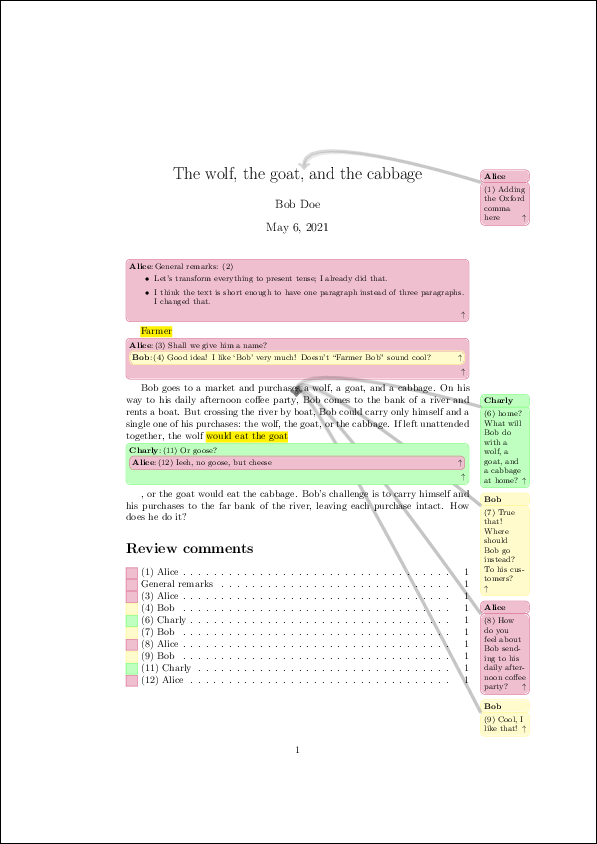 The wolf, the goat, and the cabbage
Bob Doe
May 6, 2021
Alice
(1) Adding
the Oxford
comma
here ↑
Alice: General remarks: (2)
• Let's transform everything to present tense; I already did that.
• I think the text is short enough to have one paragraph instead of three paragraphs.
I changed that.
↑
Farmer
Alice: (3) Shall we give him a name?
Bob: (4) Good idea! I like 'Bob' very much! Doesn't "Farmer Bob" sound cool? ↑
↑
Bob goes to a market and purchases a wolf, a goat, and a cabbage. On his
way to his daily afternoon coffee party, Bob comes to the bank of a river and
rents a boat. But crossing the river by boat, Bob could carry only himself and a
single one of his purchases: the wolf, the goat, or the cabbage. If left unattended
together, the wolf would eat the goat
Charly: (11) Or goose?
Alice: (12) Ieeh, no goose, but cheese ↑
↑
, or the goat would eat the cabbage. Bob's challenge is to carry himself and
his purchases to the far bank of the river, leaving each purchase intact. How
does he do it?
Charly
(6) home?
What will
Bob do
with a
wolf, a
goat, and
a cabbage
at home? ↑
Bob
(7) True
that!
Where
should
Bob go
instead?
To his cus-
tomers?
↑
Alice
(8) How
do you
feel about
Bob send-
ing to his
daily after-
noon coffee
party? ↑
Bob
(9) Cool, I
like that! ↑
Review comments
(1) Alice . . . . . . . . . . . . . . . . . . . . . . . . . . . . . . . . 1
General remarks . . . . . . . . . . . . . . . . . . . . . . . . . . . . 1
(3) Alice . . . . . . . . . . . . . . . . . . . . . . . . . . . . . . . . 1
(4) Bob . . . . . . . . . . . . . . . . . . . . . . . . . . . . . . . . 1
(6) Charly . . . . . . . . . . . . . . . . . . . . . . . . . . . . . . . 1
(7) Bob . . . . . . . . . . . . . . . . . . . . . . . . . . . . . . . . 1
(8) Alice . . . . . . . . . . . . . . . . . . . . . . . . . . . . . . . . 1
(9) Bob . . . . . . . . . . . . . . . . . . . . . . . . . . . . . . . . 1
(11) Charly . . . . . . . . . . . . . . . . . . . . . . . . . . . . . . 1
(12) Alice . . . . . . . . . . . . . . . . . . . . . . . . . . . . . . . 1
1